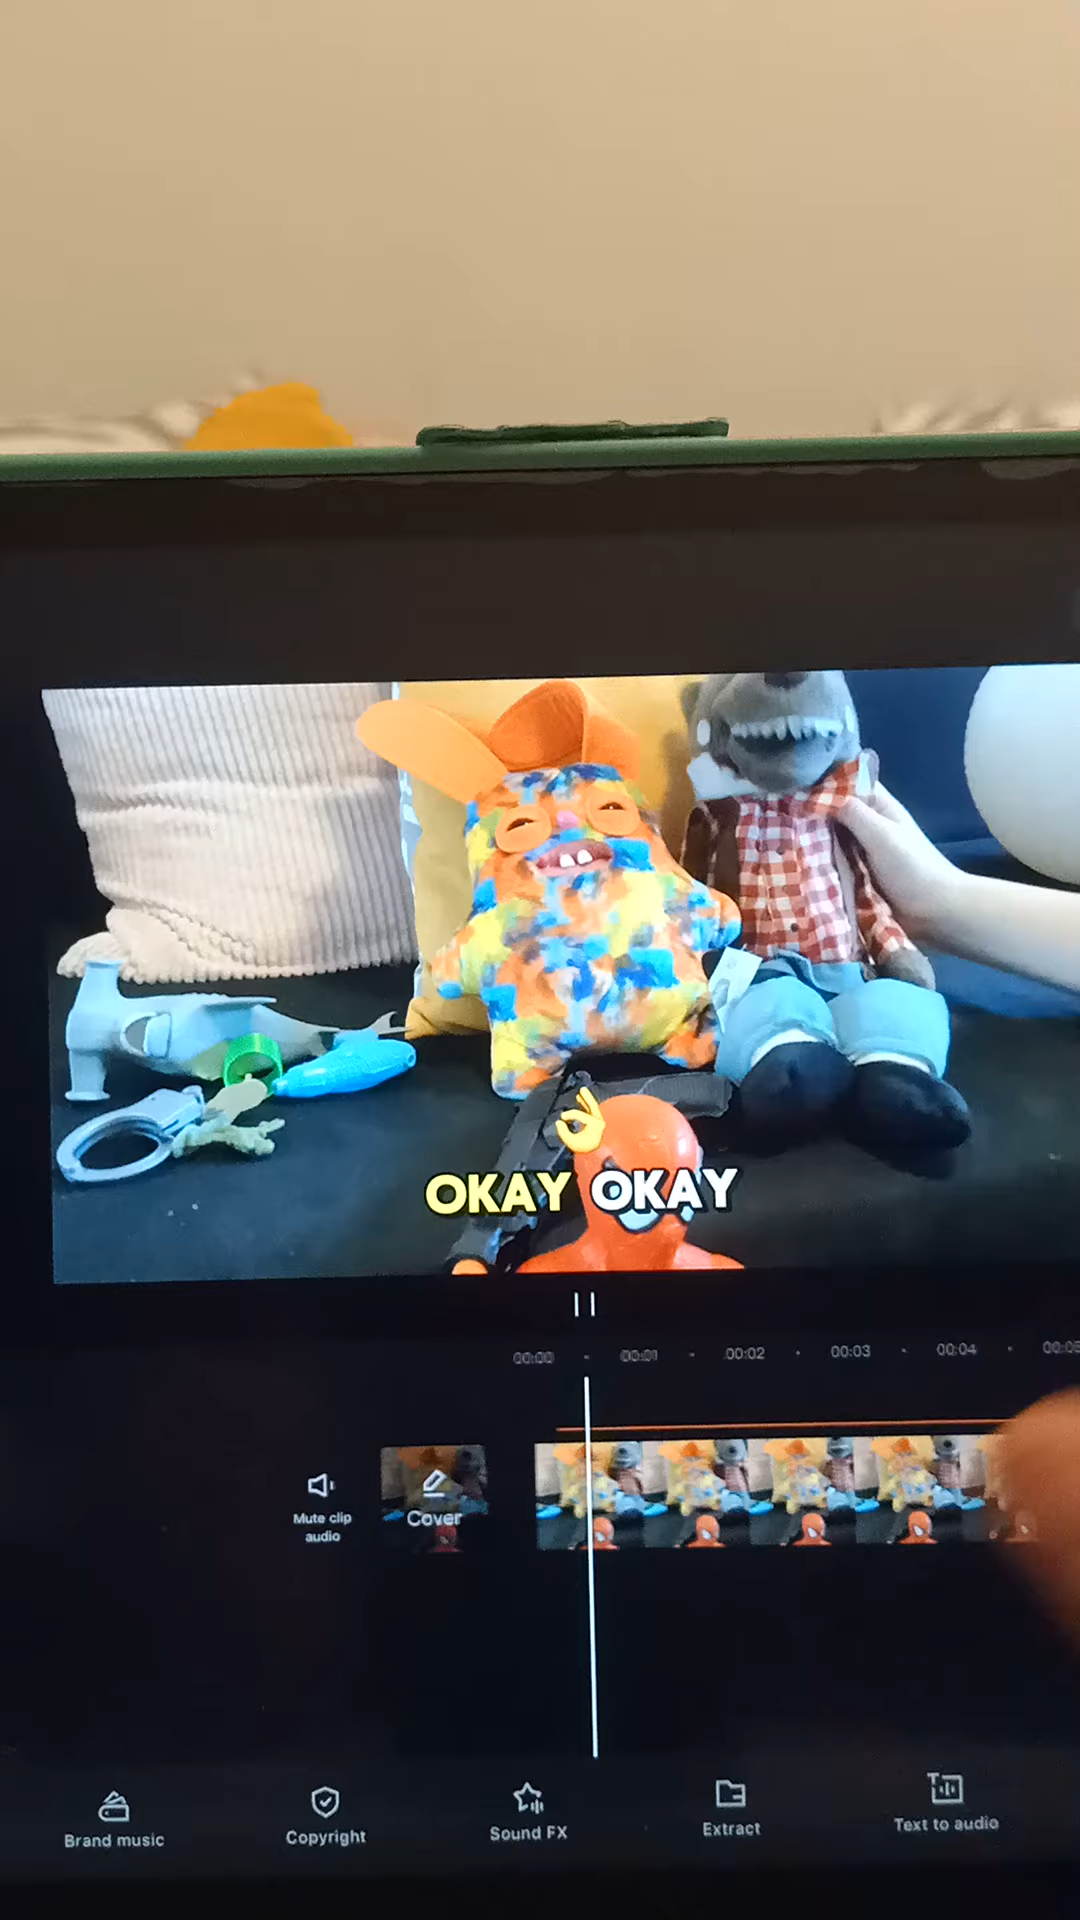 OKAY OKAY
00:00
00:01
00:02
00:03
00:04
Mute clip
audio
Cover
Brand music
Copyright
Sound FX
Extract
Text to audio